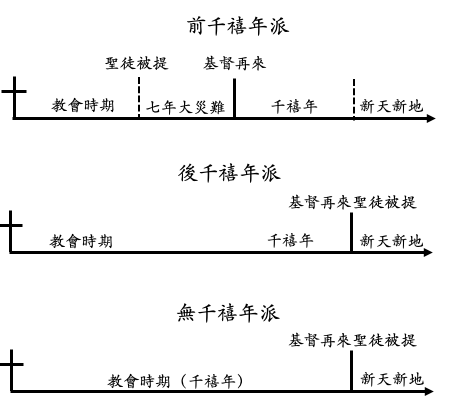 前千禧年派
聖徒被提 基督再來
教會時期 七年大災難 千禧年 新天新地
後千禧年派
基督再來聖徒被提
教會時期 千禧年 新天新地
無千禧年派
基督再來聖徒被提
教會時期（千禧年） 新天新地